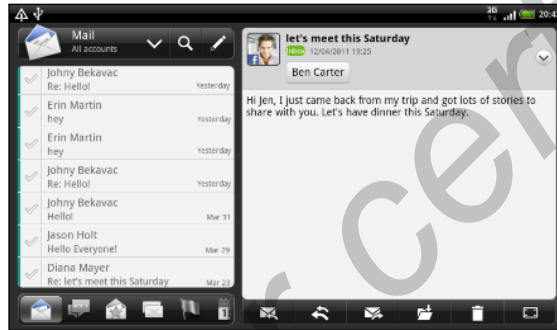 3G
20:42
Mail
All accounts
Johny Bekavac
Re: Hello!
Yesterday
Erin Martin
hey
Yesterday
Erin Martin
hey
Yesterday
Johny Bekavac
Re: Hello!
Yesterday
Johny Bekavac
Hello!
Mar 31
Jason Holt
Hello Everyone!
Mar 29
Diana Mayer
Re: let's meet this Saturday
Mar 23
let's meet this Saturday
Inbox 12/04/2011 19:25
Ben Carter
Hi Jen, I just came back from my trip and got lots of stories to
share with you. Let's have dinner this Saturday.
cer